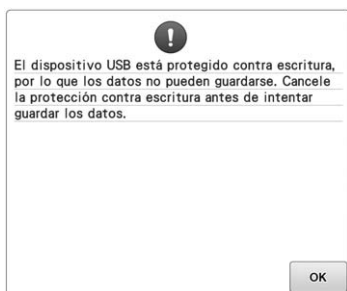 El dispositivo USB está protegido contra escritura,
por lo que los datos no pueden guardarse. Cancele
la protección contra escritura antes de intentar
guardar los datos.
OK